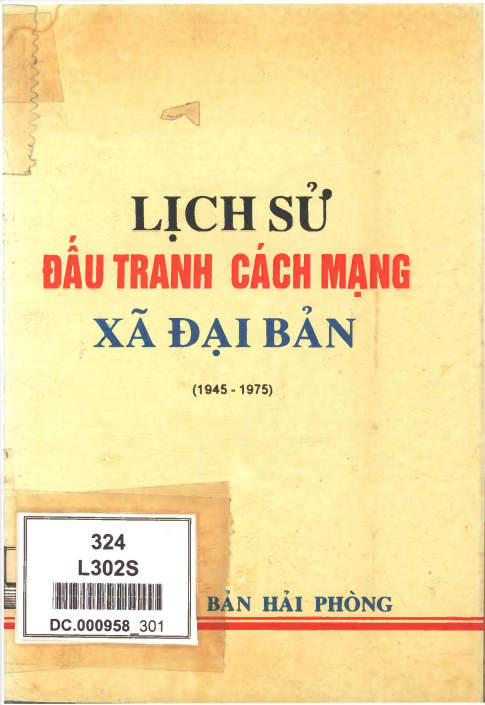 LỊCH SỬ
ĐẤU TRANH CÁCH MẠNG
XÃ ĐẠI BẢN
(1945 - 1975)
324
L302S
DC.000958_301
BẢN HẢI PHÒNG